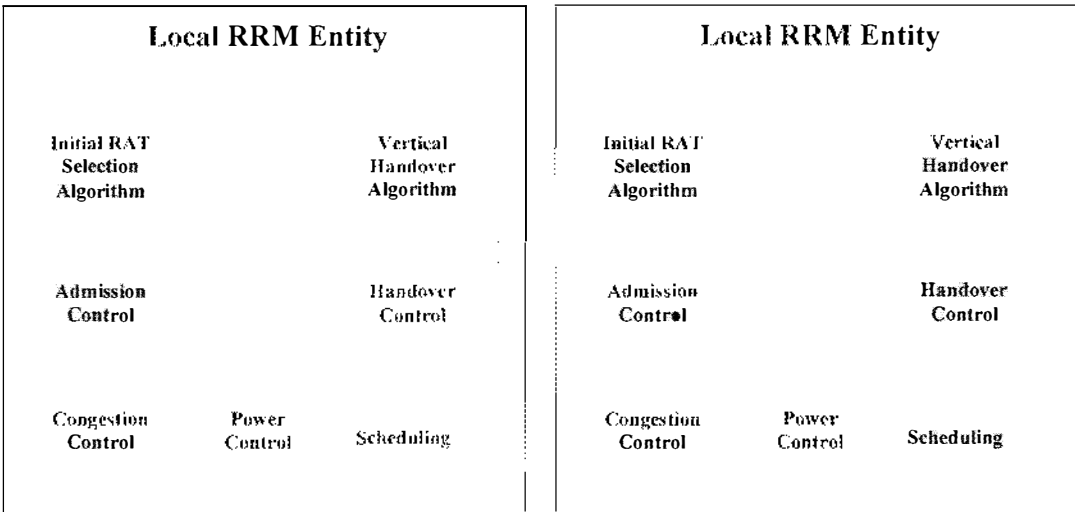 Local RRM Entity
Initial RAT
Selection
Algorithm
Vertical
Handover
Algorithm
Admission
Control
Handover
Control
Congestion
Control
Power
Control
Scheduling
Local RRM Entity
Initial RAT
Selection
Algorithm
Vertical
Handover
Algorithm
Admission
Control
Handover
Control
Congestion
Control
Power
Control
Scheduling